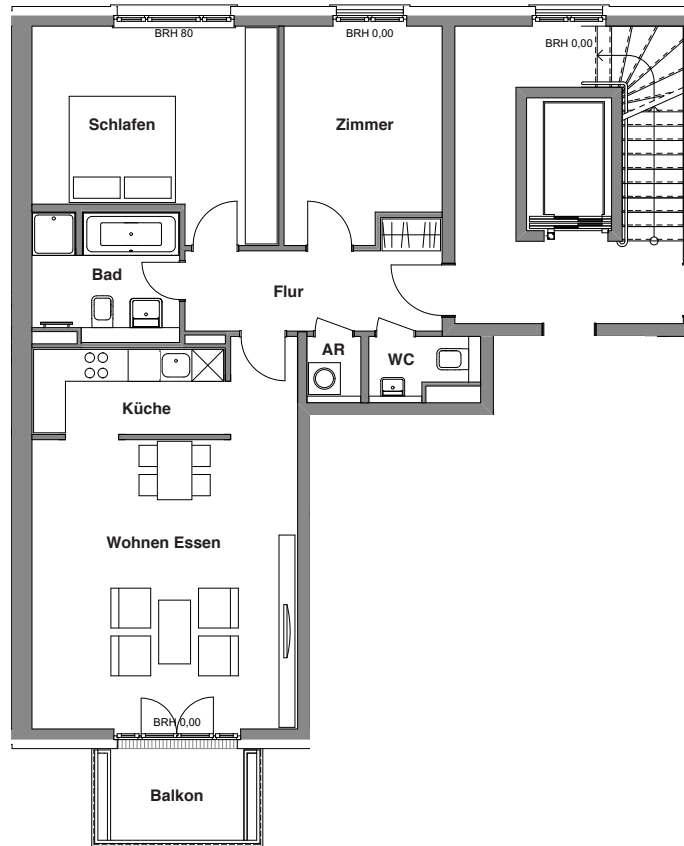 BRH 80
BRH 0,00
BRH 0,00
Schlafen
Zimmer
Bad
Flur
AR
WC
Küche
Wohnen Essen
BRH 0,00
Balkon